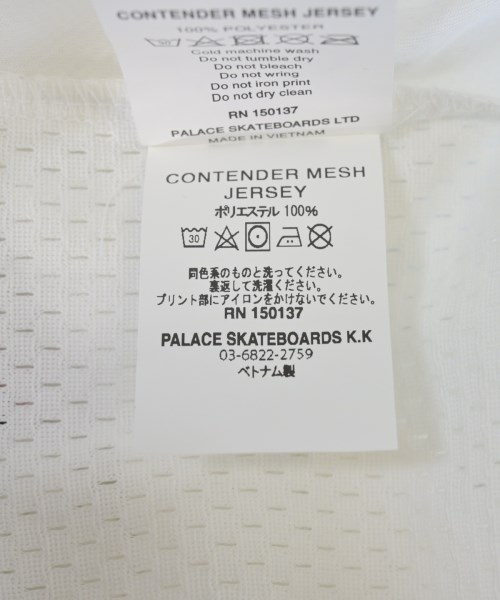 CONTENDER MESH JERSEY
100% POLYESTER
Cold machine wash
Do not tumble dry
Do not bleach
Do not wring
Do not iron print
Do not dry clean
RN 150137
PALACE SKATEBOARDS LTD
MADE IN VIETNAM
CONTENDER MESH
JERSEY
ポリエステル 100%
30
同色系のものと洗ってください。
裏返して洗濯ください。
プリント部にアイロンをかけないでください。
RN 150137
PALACE SKATEBOARDS K.K
03-6822-2759
ベトナム製